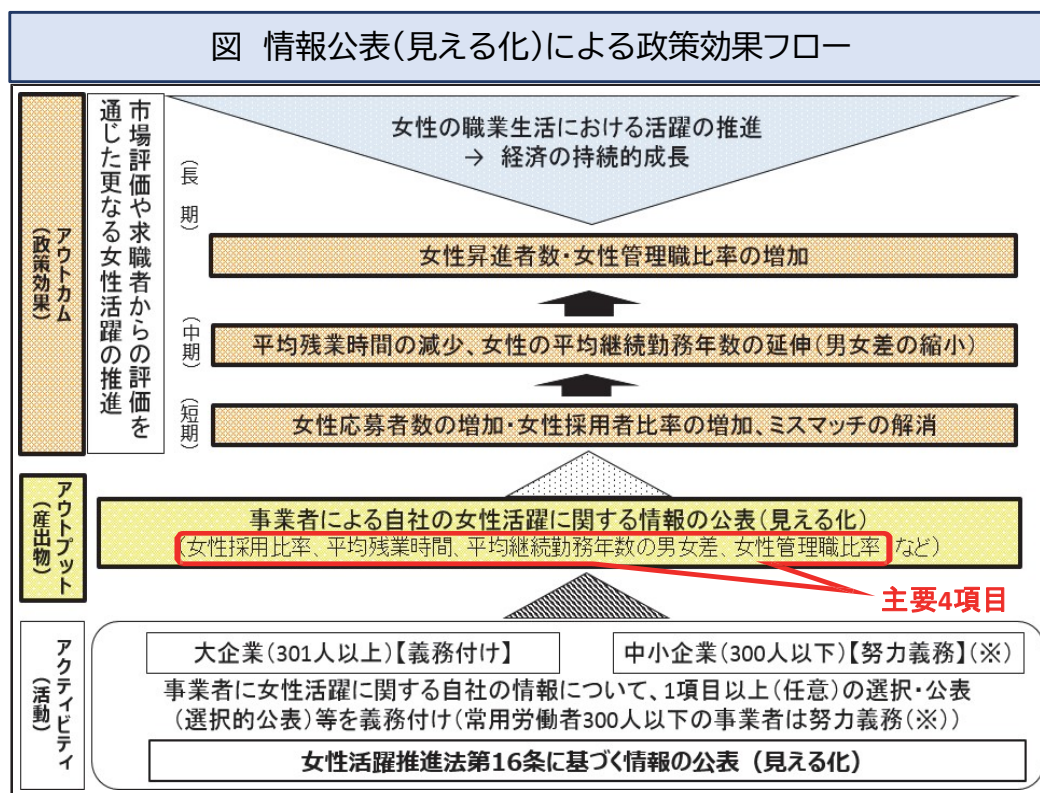 図 情報公表(見える化)による政策効果フロー
アウトカム
(政策効果)
市場評価や求職者からの評価を
通じた更なる女性活躍の推進
(長 期)
女性の職業生活における活躍の推進
→ 経済の持続的成長
女性昇進者数・女性管理職比率の増加
(中期)
平均残業時間の減少、女性の平均継続勤務年数の延伸(男女差の縮小)
(短期)
女性応募者数の増加・女性採用者比率の増加、ミスマッチの解消
アウトプット
(産出物)
事業者による自社の女性活躍に関する情報の公表(見える化)
(女性採用比率、平均残業時間、平均継続勤務年数の男女差、女性管理職比率 など)
主要4項目
アクティビティ
(活動)
大企業(301人以上)【義務付け】
中小企業(300人以下)【努力義務】(※)
事業者に女性活躍に関する自社の情報について、1項目以上(任意)の選択・公表
(選択的公表)等を義務付け(常用労働者300人以下の事業者は努力義務(※))
女性活躍推進法第16条に基づく情報の公表 (見える化)